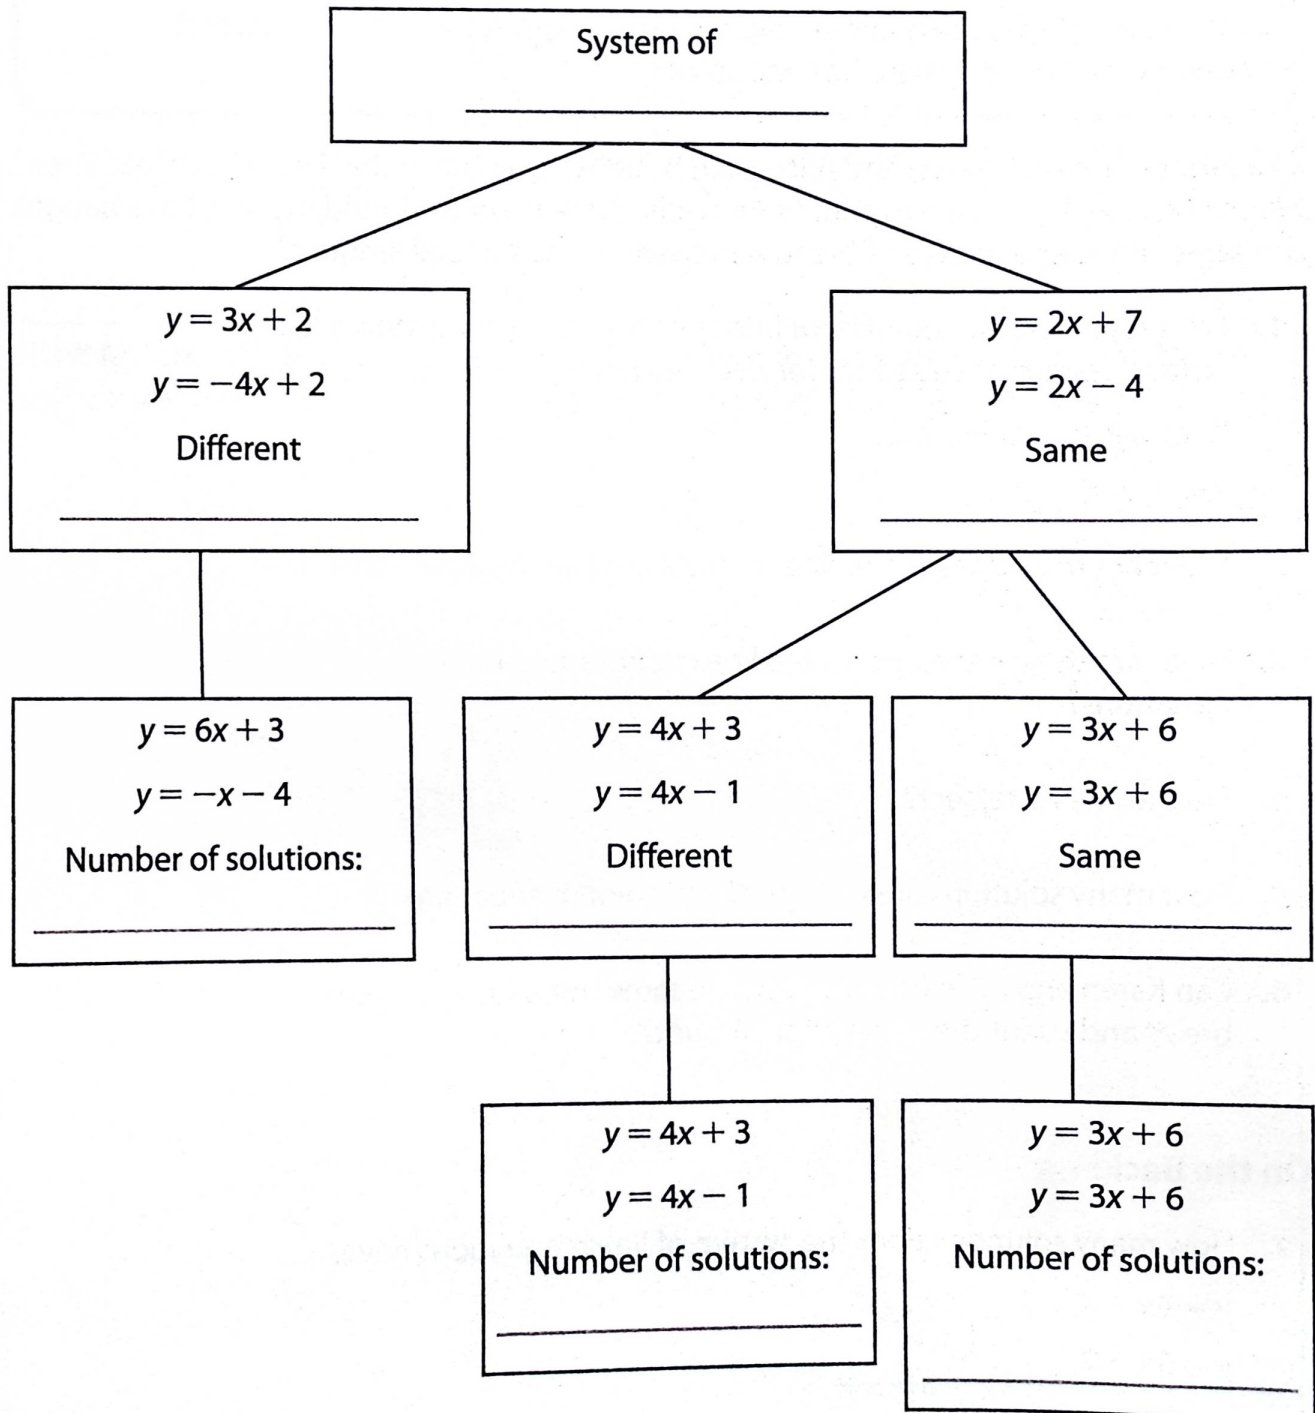 System of
y = 3x + 2
y = −4x + 2
Different
y = 2x + 7
y = 2x − 4
Same
y = 6x + 3
y = −x − 4
Number of solutions:
y = 4x + 3
y = 4x − 1
Different
y = 3x + 6
y = 3x + 6
Same
y = 4x + 3
y = 4x − 1
Number of solutions:
y = 3x + 6
y = 3x + 6
Number of solutions: